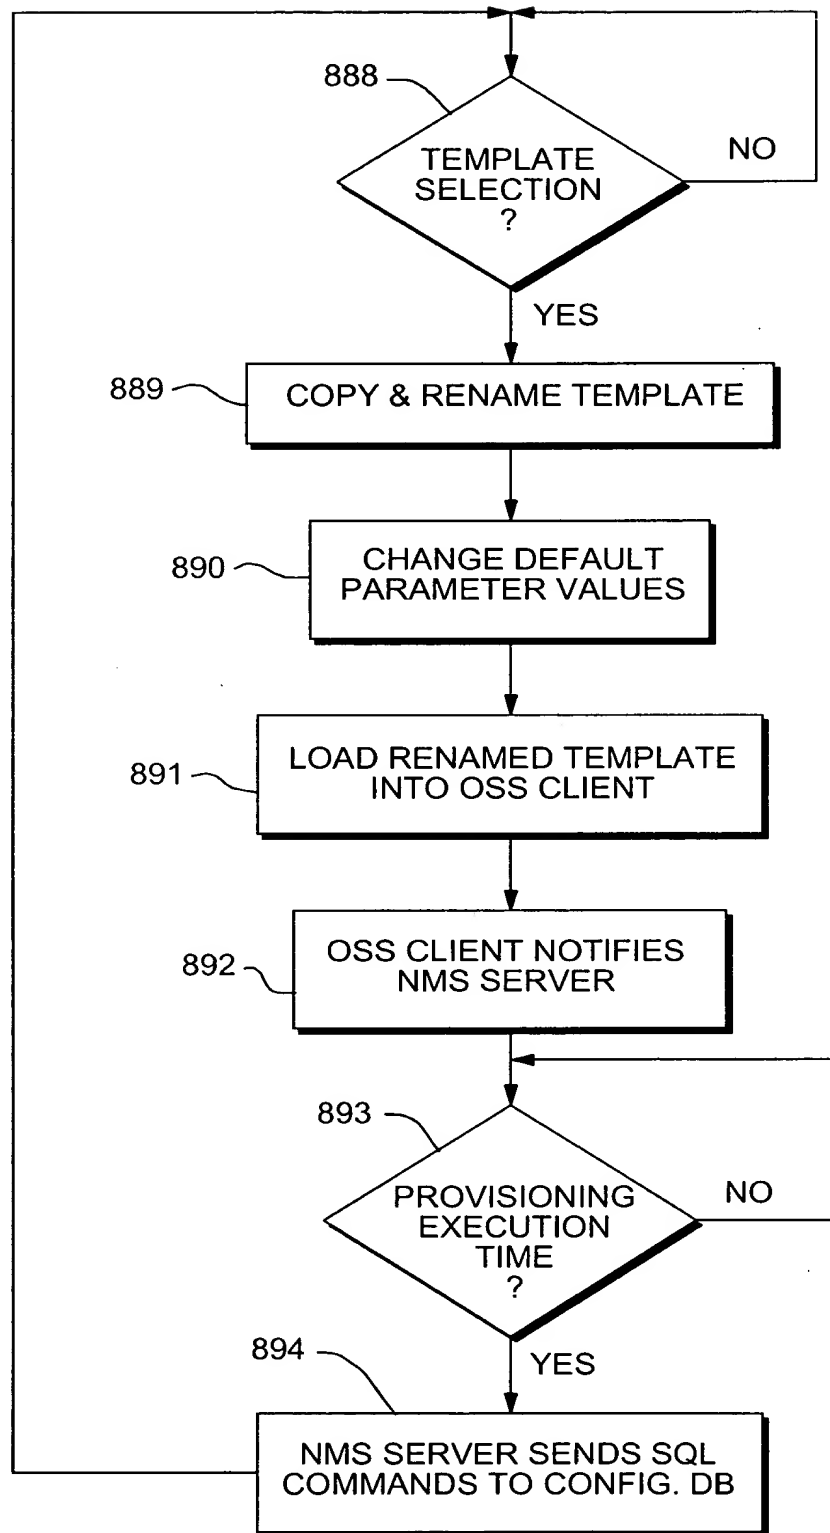 888
TEMPLATE
SELECTION
?
NO
YES
889
COPY & RENAME TEMPLATE
890
CHANGE DEFAULT
PARAMETER VALUES
891
LOAD RENAMED TEMPLATE
INTO OSS CLIENT
892
OSS CLIENT NOTIFIES
NMS SERVER
893
PROVISIONING
EXECUTION
TIME
?
NO
YES
894
NMS SERVER SENDS SQL
COMMANDS TO CONFIG. DB